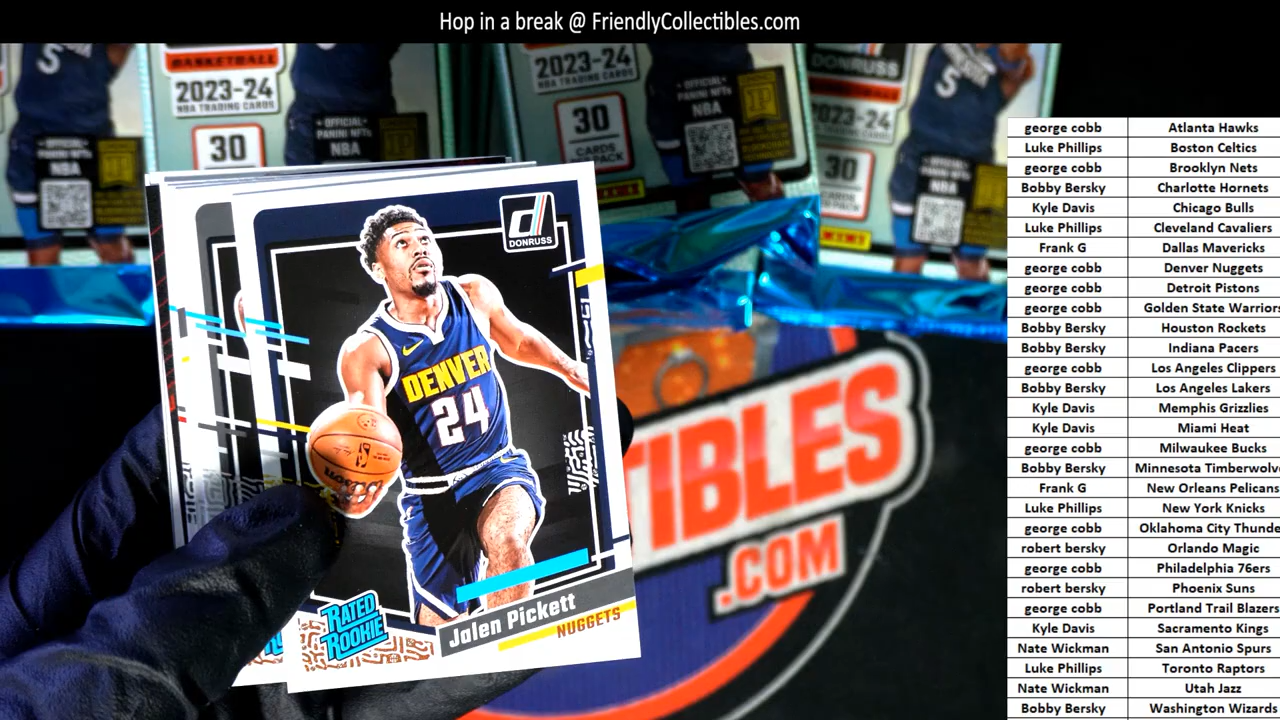 Hop in a break @ FriendlyCollectibles.com
BASKETBALL
2023-24
NBA TRADING CARDS
30
OFFICIAL
PANINI NFTs
NBA
2023-24
NBA TRADING CARDS
30
CARDS
PACK
OFFICIAL
PANINI NFTs
NBA
DONRUSS
2023-24
30
5
5
DONRUSS
DENVER
24
RATED
ROOKIE
Jalen Pickett
NUGGETS
TIBLES
.COM
george cobb Atlanta Hawks
Luke Phillips Boston Celtics
george cobb Brooklyn Nets
Bobby Bersky Charlotte Hornets
Kyle Davis Chicago Bulls
Luke Phillips Cleveland Cavaliers
Frank G Dallas Mavericks
george cobb Denver Nuggets
george cobb Detroit Pistons
george cobb Golden State Warriors
Bobby Bersky Houston Rockets
Bobby Bersky Indiana Pacers
george cobb Los Angeles Clippers
Bobby Bersky Los Angeles Lakers
Kyle Davis Memphis Grizzlies
Kyle Davis Miami Heat
george cobb Milwaukee Bucks
Bobby Bersky Minnesota Timberwolve
Frank G New Orleans Pelicans
Luke Phillips New York Knicks
george cobb Oklahoma City Thunde
robert bersky Orlando Magic
george cobb Philadelphia 76ers
robert bersky Phoenix Suns
george cobb Portland Trail Blazers
Kyle Davis Sacramento Kings
Nate Wickman San Antonio Spurs
Luke Phillips Toronto Raptors
Nate Wickman Utah Jazz
Bobby Bersky Washington Wizards